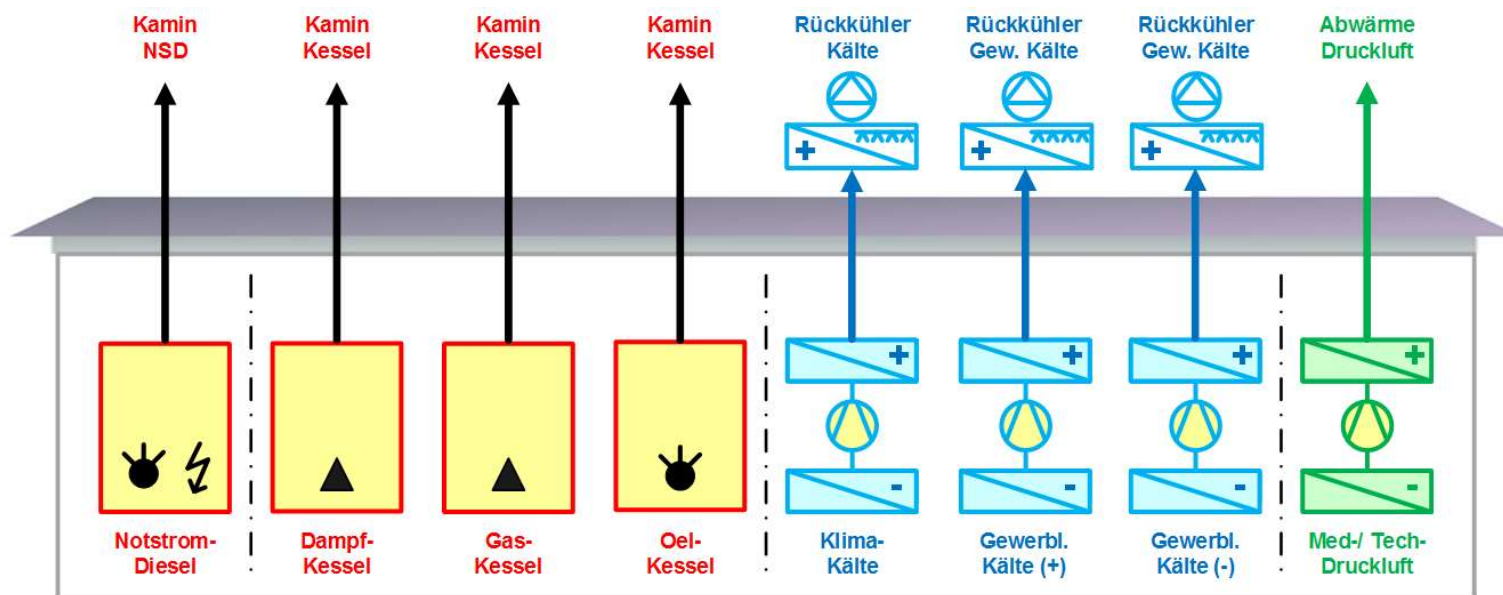 Kamin
NSD
Kamin
Kessel
Kamin
Kessel
Kamin
Kessel
Rückkühler
Kälte
Rückkühler
Gew. Kälte
Rückkühler
Gew. Kälte
Abwärme
Druckluft
+
+
+
+
+
+
+
-
-
-
-
Notstrom-
Diesel
Dampf-
Kessel
Gas-
Kessel
Oel-
Kessel
Klima-
Kälte
Gewerbl.
Kälte (+)
Gewerbl.
Kälte (-)
Med-/ Tech-
Druckluft